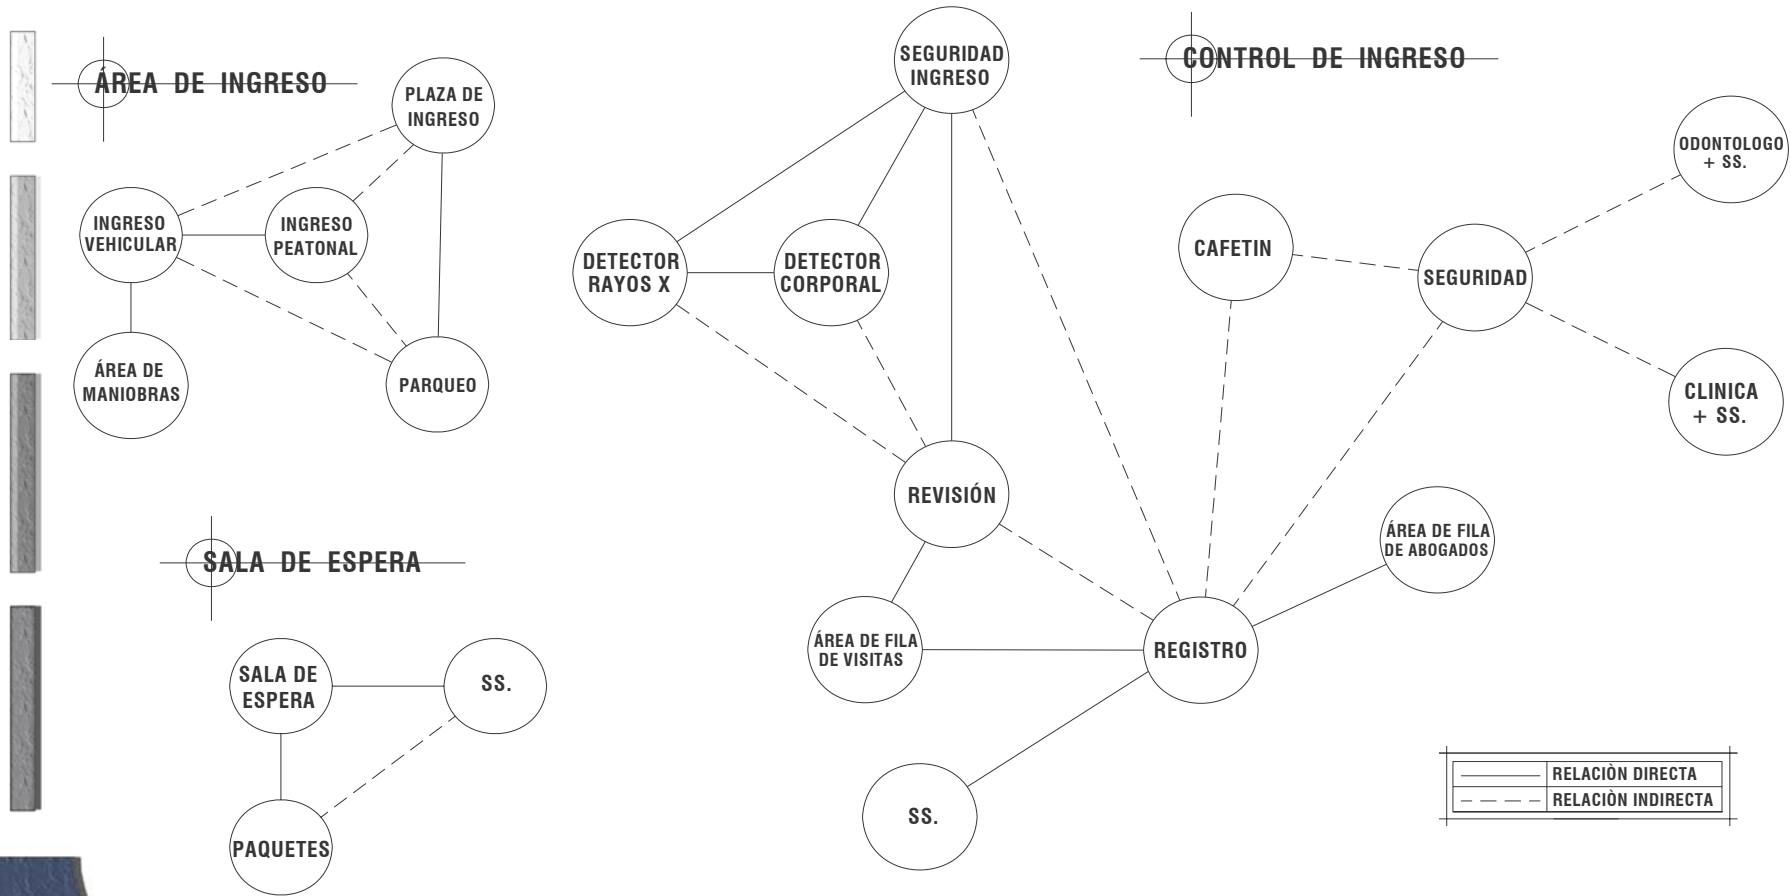 ÁREA DE INGRESO
PLAZA DE
INGRESO
INGRESO
VEHICULAR
INGRESO
PEATONAL
ÁREA DE
MANIOBRAS
PARQUEO
SALA DE ESPERA
SALA DE
ESPERA
SS.
PAQUETES
CONTROL DE INGRESO
SEGURIDAD
INGRESO
DETECTOR
RAYOS X
DETECTOR
CORPORAL
REVISIÓN
ÁREA DE FILA
DE VISITAS
REGISTRO
SS.
CAFETIN
SEGURIDAD
ODONTOLOGO
+ SS.
CLINICA
+ SS.
ÁREA DE FILA
DE ABOGADOS
RELACIÒN DIRECTA
RELACIÒN INDIRECTA